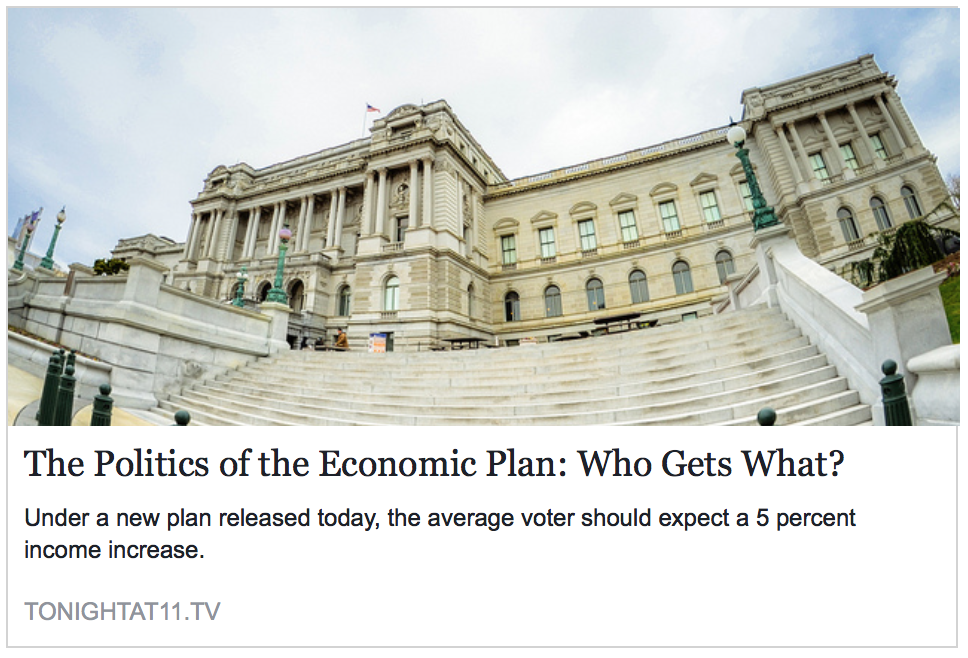 The Politics of the Economic Plan: Who Gets What?
Under a new plan released today, the average voter should expect a 5 percent
income increase.
TONIGHTAT11.TV